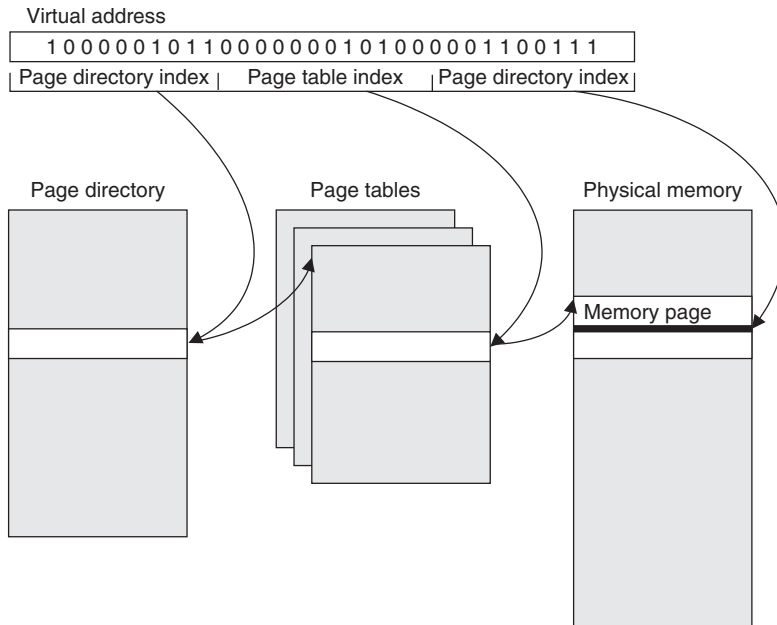 Virtual address
1 0 0 0 0 0 1 0 1 1 0 0 0 0 0 0 0 1 0 1 0 0 0 0 0 1 1 0 0 1 1 1
Page directory index Page table index Page directory index
Page directory Page tables Physical memory
Memory page